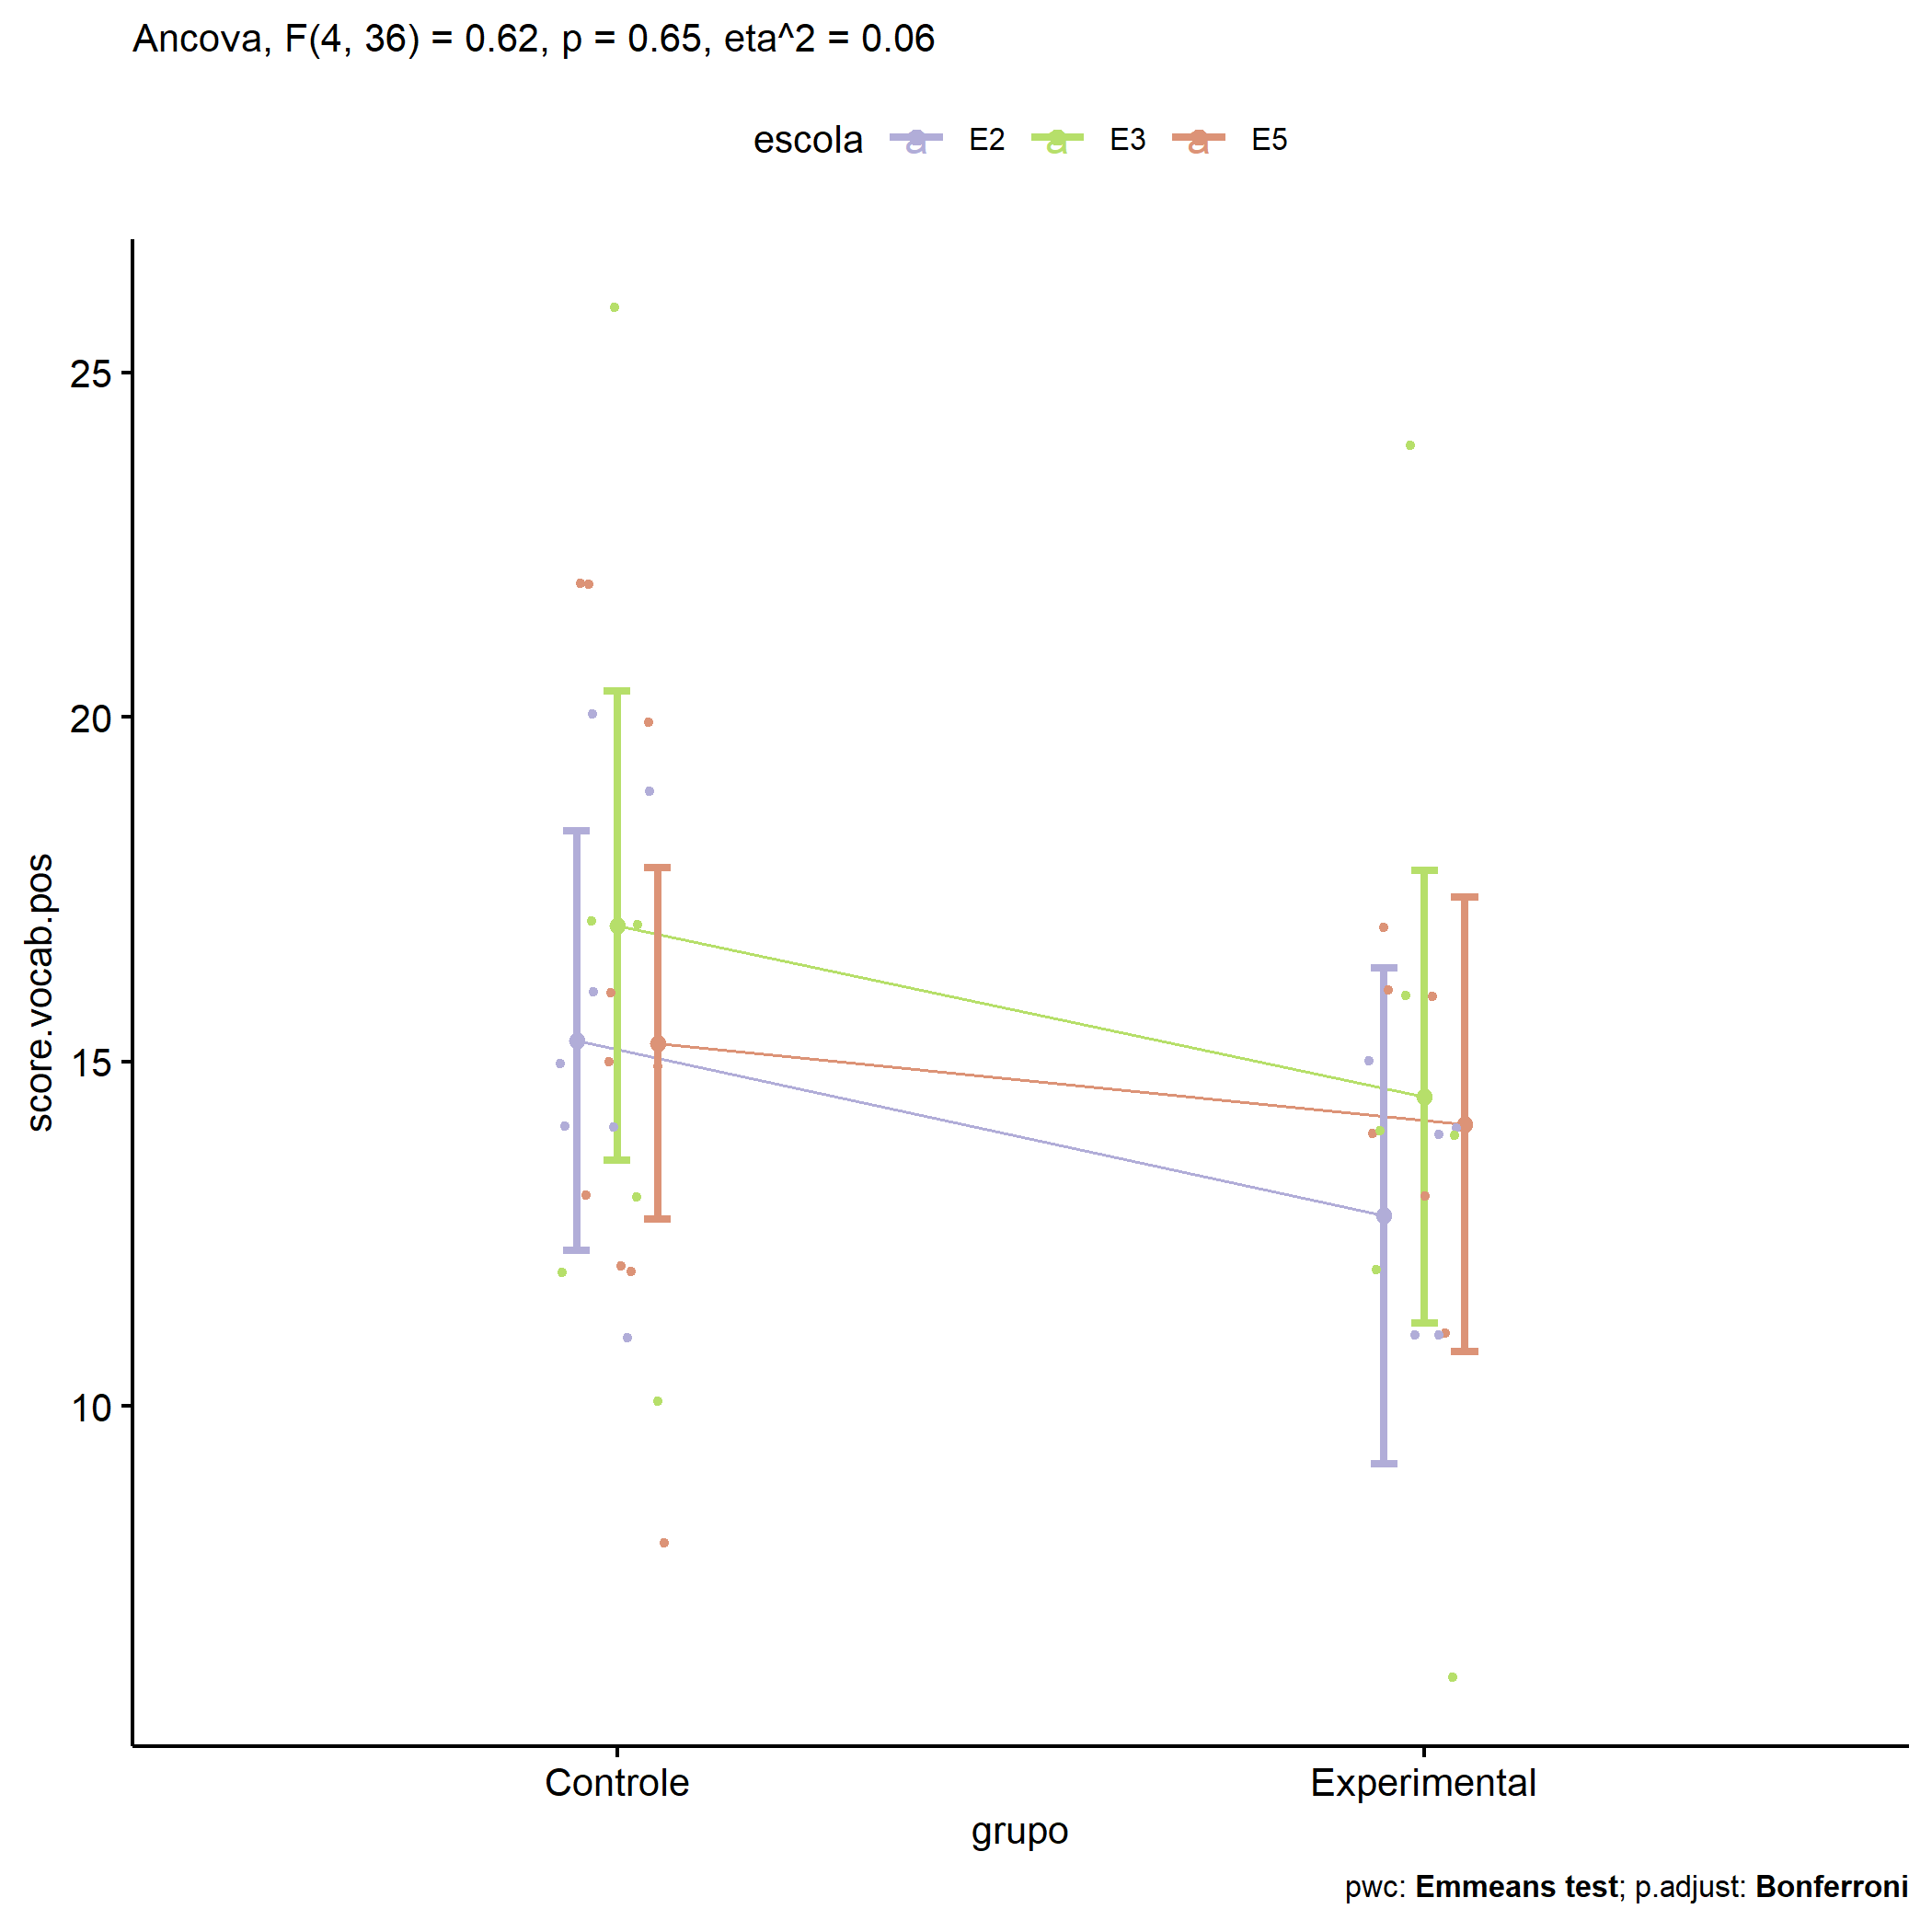 Ancova, F(4, 36) = 0.62, p = 0.65, eta^2 = 0.06
escola a E2 a E3 a E5
25
20
15
10
score.vocab.pos
Controle Experimental
grupo
pwc: Emmeans test; p.adjust: Bonferroni